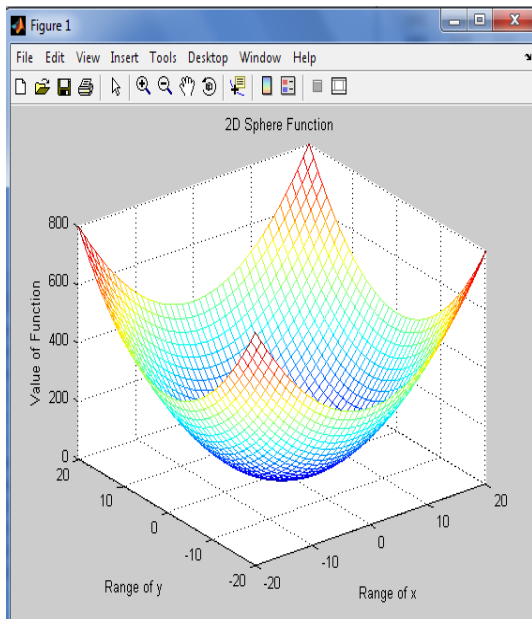 Figure 1
File Edit View Insert Tools Desktop Window Help
2D Sphere Function
800
600
400
200
0
Value of Function
20
10
0
-10
-20
Range of y
-20
-10
0
10
20
Range of x